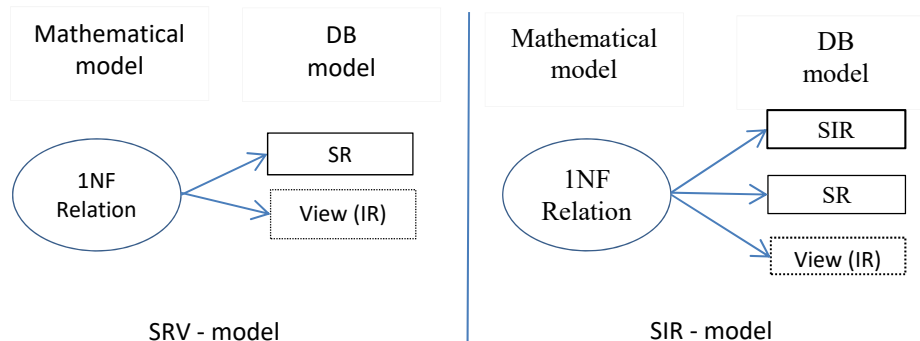 Mathematical
model
DB
model
1NF
Relation
SR
View (IR)
SRV - model
Mathematical
model
DB
model
1NF
Relation
SIR
SR
View (IR)
SIR - model